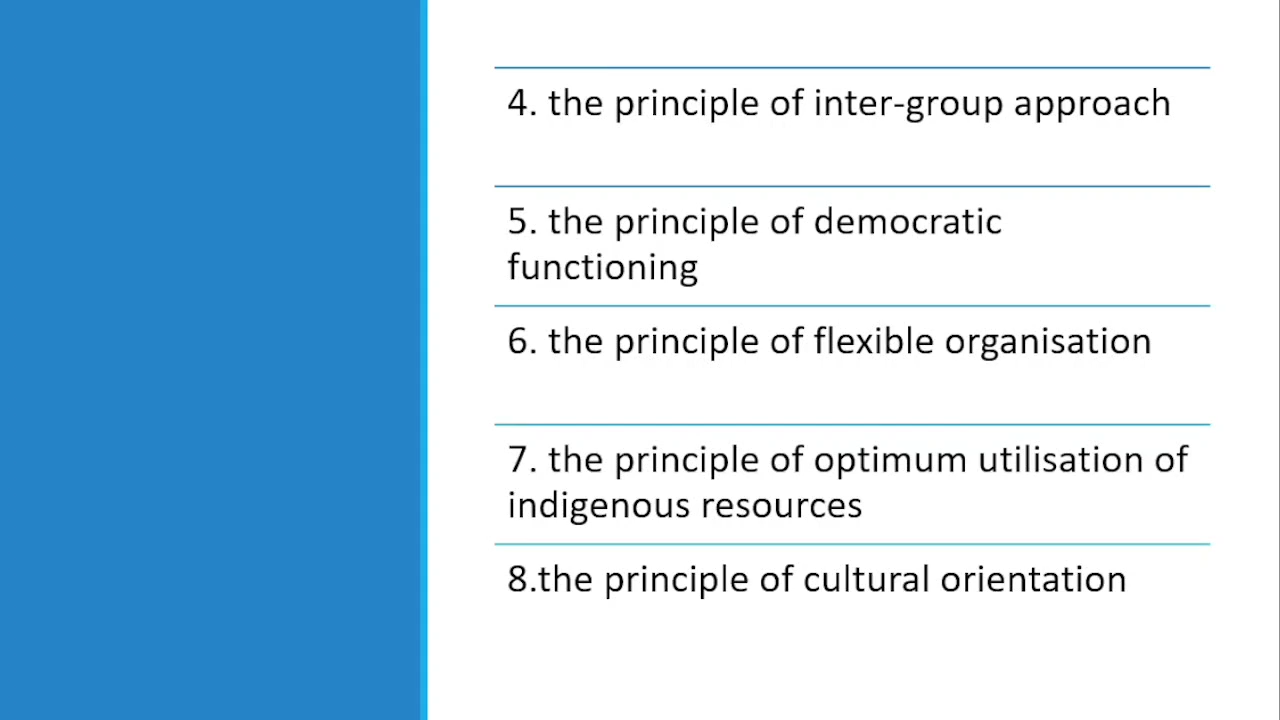 4. the principle of inter-group approach
5. the principle of democratic
functioning
6. the principle of flexible organisation
7. the principle of optimum utilisation of
indigenous resources
8.the principle of cultural orientation